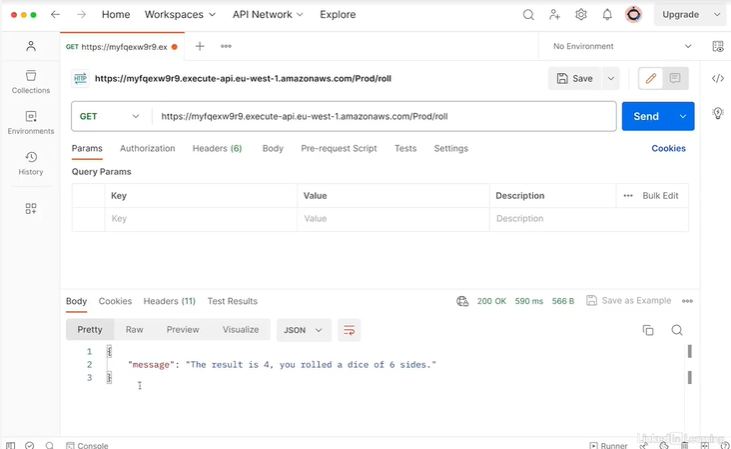 Home Workspaces API Network Explore Upgrade
GET https://myfqexw9r9.ex No Environment
https://myfqexw9r9.execute-api.eu-west-1.amazonaws.com/Prod/roll Save
GET https://myfqexw9r9.execute-api.eu-west-1.amazonaws.com/Prod/roll Send
Collections
Environments
History
Params Authorization Headers (6) Body Pre-request Script Tests Settings Cookies
Query Params
Key Value Description Bulk Edit
Key Value Description
Body Cookies Headers (11) Test Results 200 OK 590 ms 566 B Save as Example
Pretty Raw Preview Visualize JSON
1 {
2 "message": "The result is 4, you rolled a dice of 6 sides."
3 }
Console Runner
LinkedIn Learning